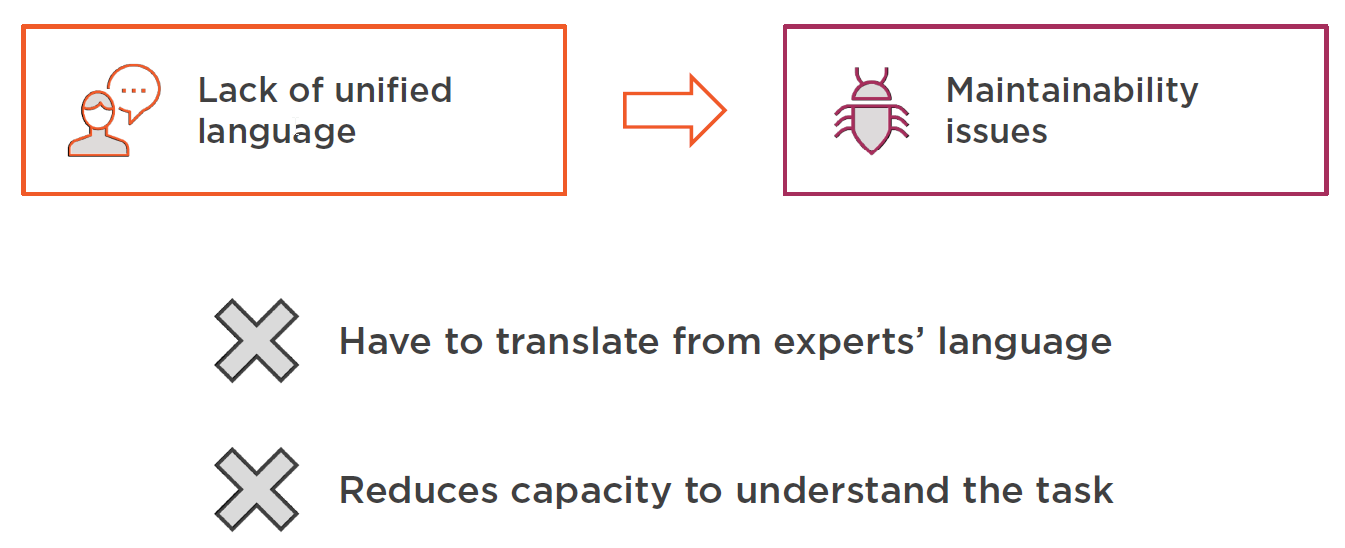 Lack of unified
language
Maintainability
issues
Have to translate from experts’ language
Reduces capacity to understand the task